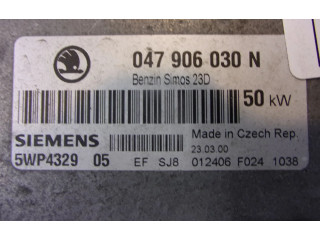 047 906 030 N
Benzin Simos 23D
50 kW
SIEMENS
Made in Czech Rep.
5WP4329 05
23.03.00
EF SJ8 012406 F024 1038